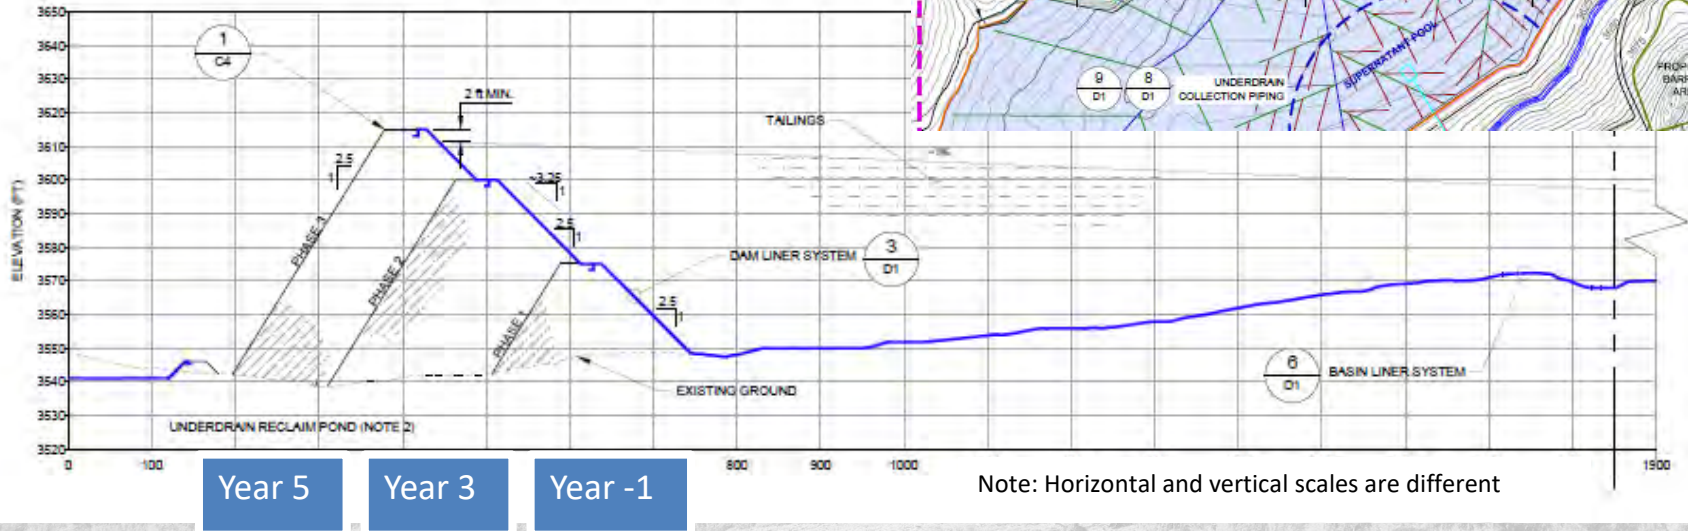 3650
3640
3630
3620
3610
3600
3590
3580
3570
3560
3550
3540
3530
3520
ELEVATION (FT)
1
C4
2 ft MIN.
2.5
1
PHASE 3
PHASE 2
PHASE 1
~3.25
1
2.5
1
2.5
1
TAILINGS
DAM LINER SYSTEM
3
D1
EXISTING GROUND
6
D1
BASIN LINER SYSTEM
UNDERDRAIN RECLAIM POND (NOTE 2)
9
D1
8
D1
UNDERDRAIN
COLLECTION PIPING
SUPERNATANT POOL
0
100
800
900
1000
1900
Year 5
Year 3
Year -1
Note: Horizontal and vertical scales are different